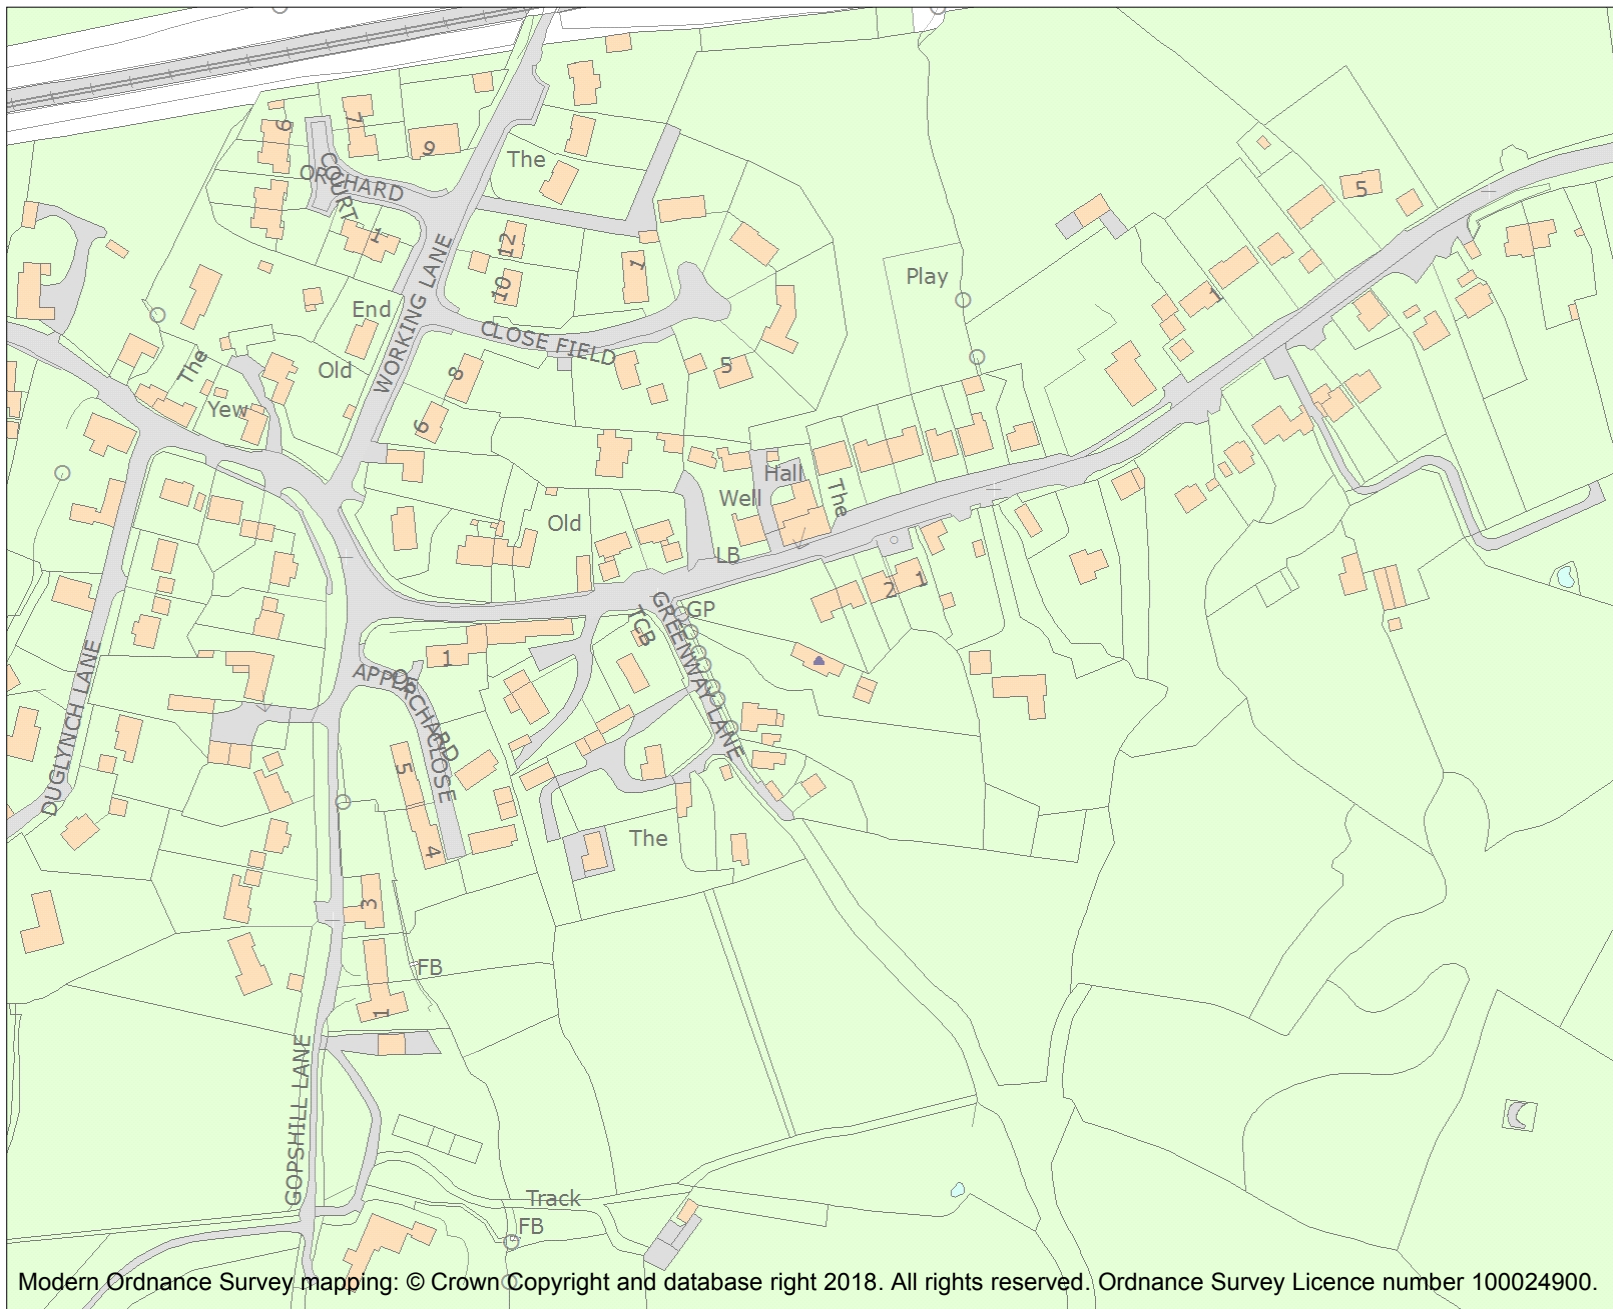 6
7
9
The
ORCHARD
COURT
1
12
10
1
WORKING LANE
End
Play
5
1
CLOSE FIELD
The
Old
Yew
8
5
6
Hall
Well
The
Old
LB
2
1
GP
TCB
GREENWAY LANE
1
APPLE
ORCHARD
CLOSE
DUGLYNCH LANE
5
4
The
3
FB
1
GOPSHILL LANE
Track
FB
Modern Ordnance Survey mapping: © Crown Copyright and database right 2018. All rights reserved. Ordnance Survey Licence number 100024900.